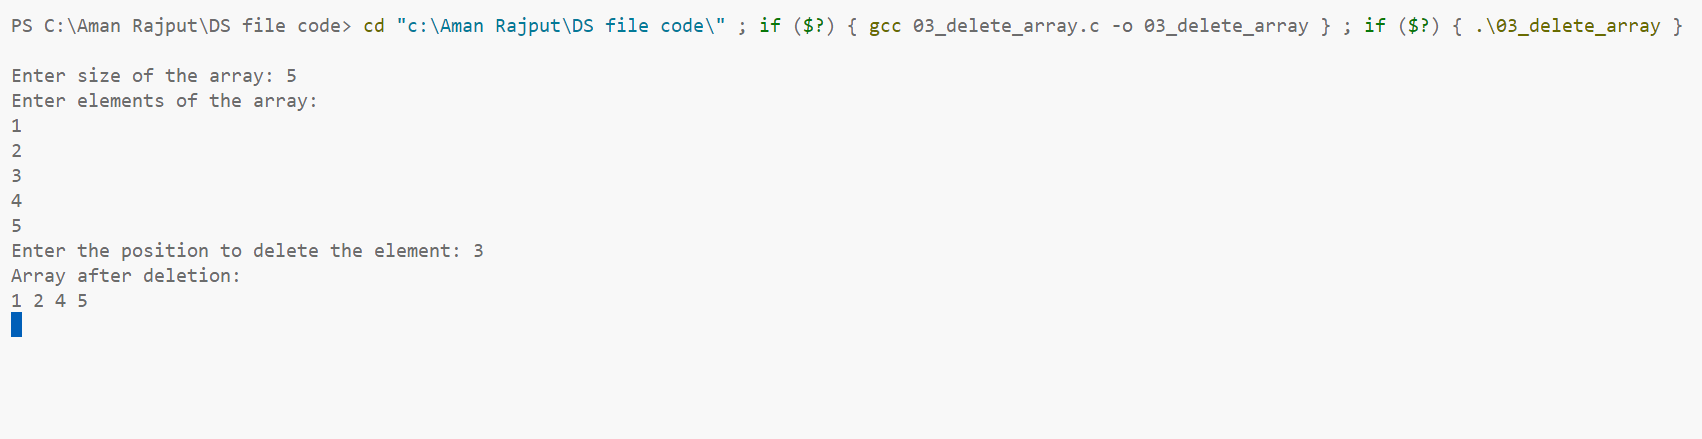 PS C:\Aman Rajput\DS file code> cd "c:\Aman Rajput\DS file code\" ; if ($?) { gcc 03_delete_array.c -o 03_delete_array } ; if ($?) { .\03_delete_array }
Enter size of the array: 5
Enter elements of the array:
1
2
3
4
5
Enter the position to delete the element: 3
Array after deletion:
1 2 4 5